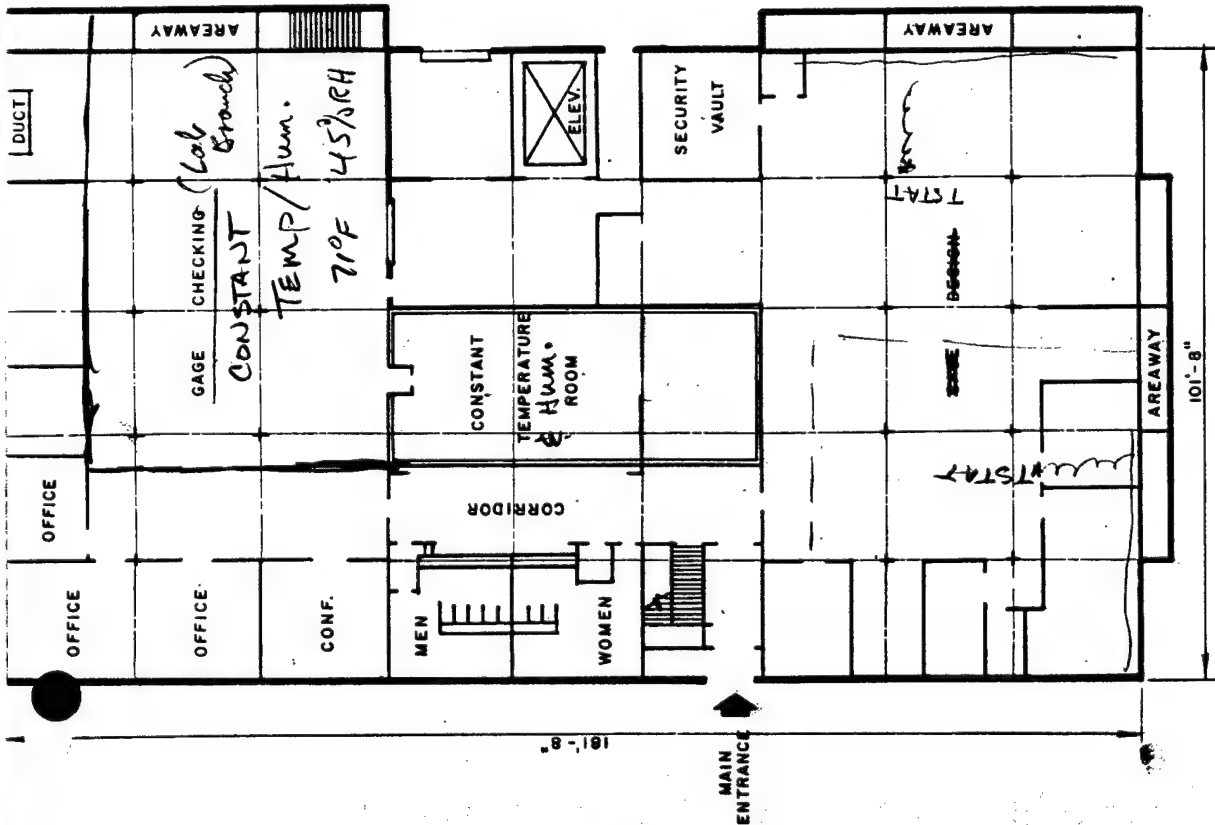 DUCT
AREAWAY
GAGE CHECKING (Lab Branch)
CONSTANT
TEMP/Hum.
71°F 45%RH
OFFICE
OFFICE
OFFICE
CONF.
ELEV.
SECURITY
VAULT
CONSTANT
TEMPERATURE
& Hum.
ROOM
CORRIDOR
MEN
WOMEN
AREAWAY
TSTAT
DESIGN
TSTAT
AREAWAY
101'-8"
181'-8"
MAIN
ENTRANCE